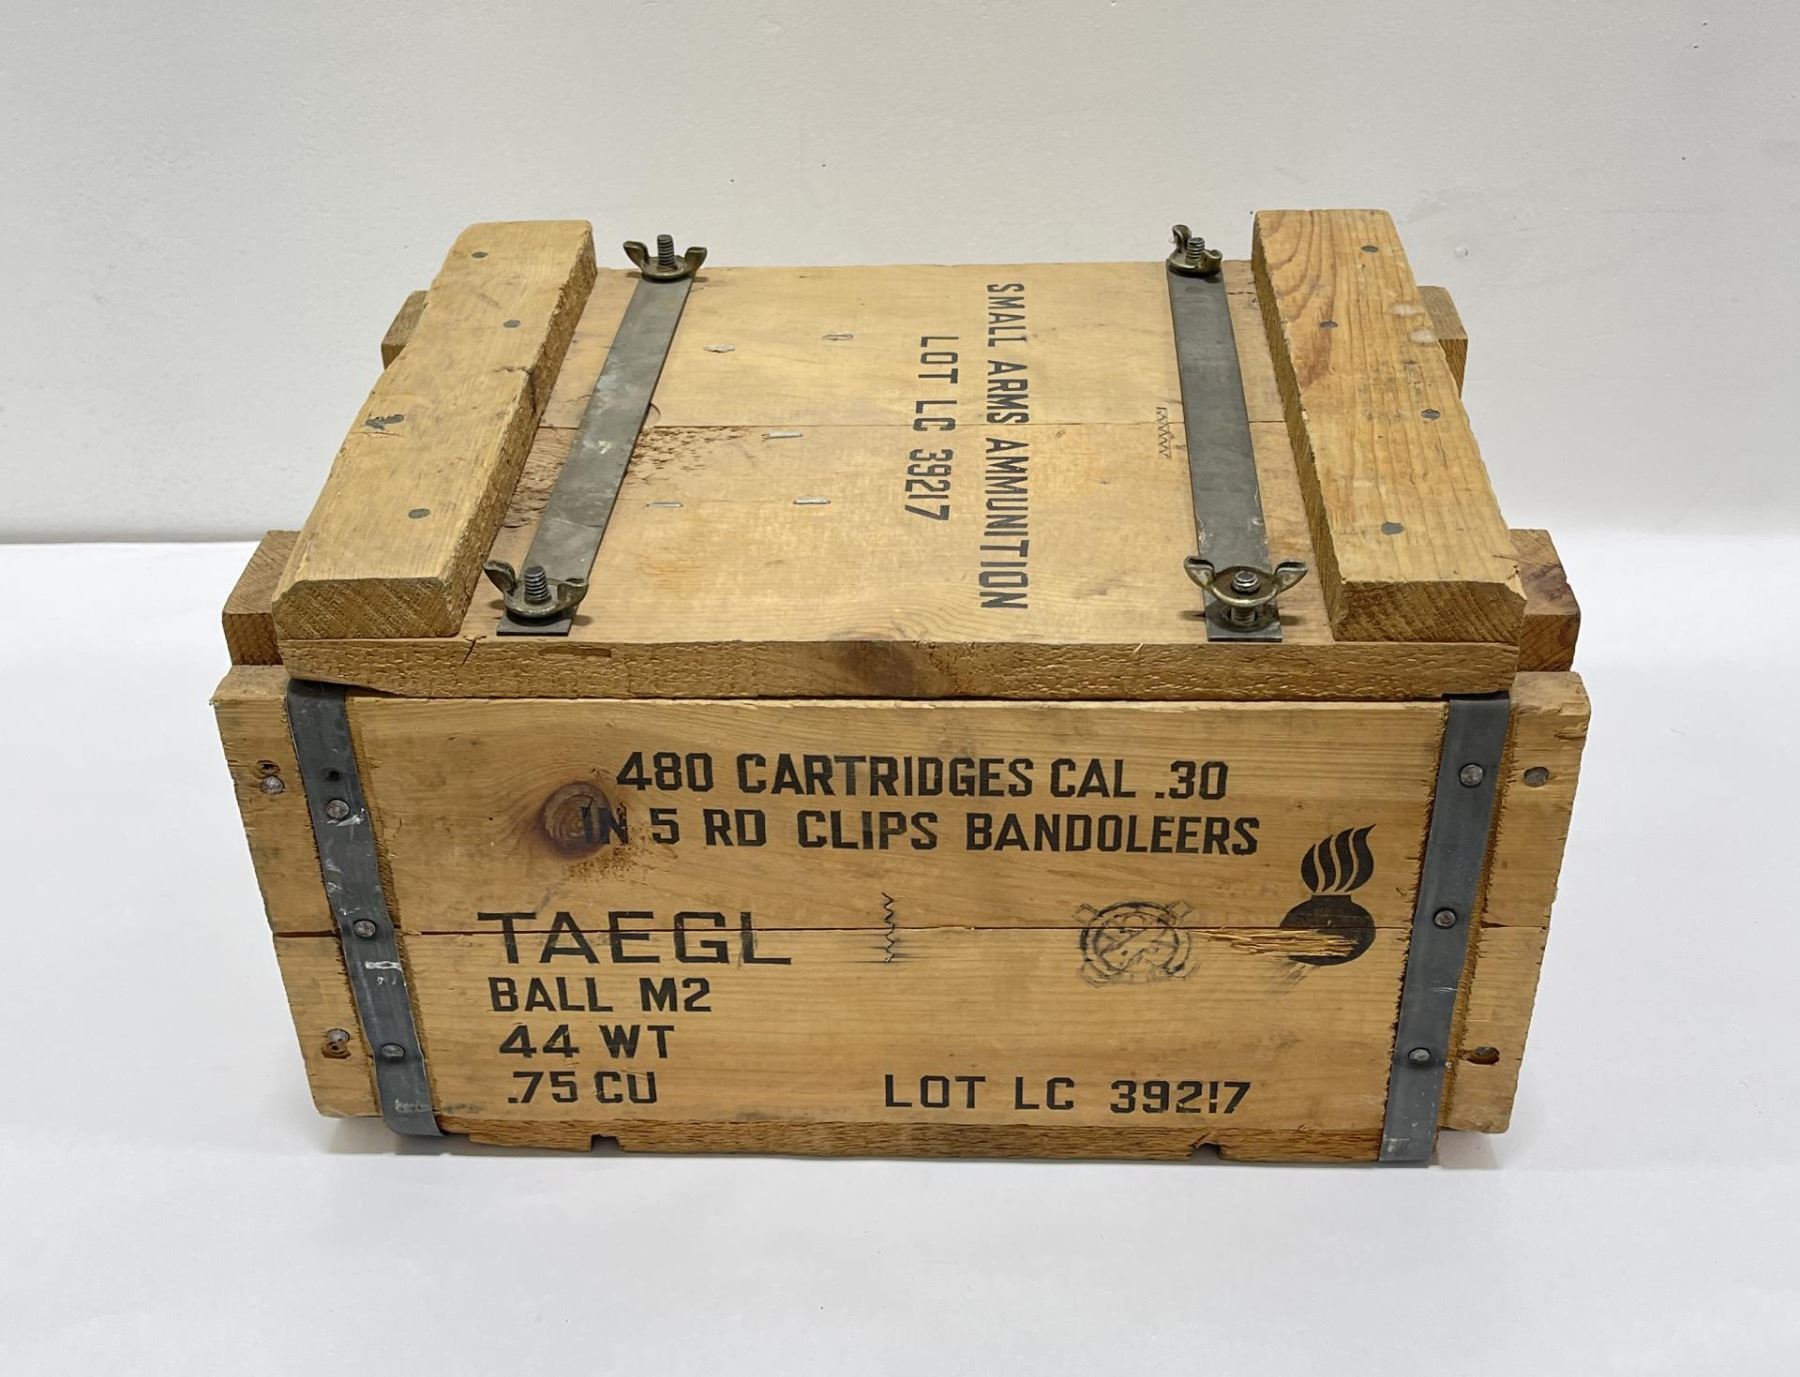 SMALL ARMS AMMUNITION
LOT LC 39217
480 CARTRIDGES CAL .30
IN 5 RD CLIPS BANDOLEERS
TAEGL
BALL M2
44 WT
.75 CU
LOT LC 39217